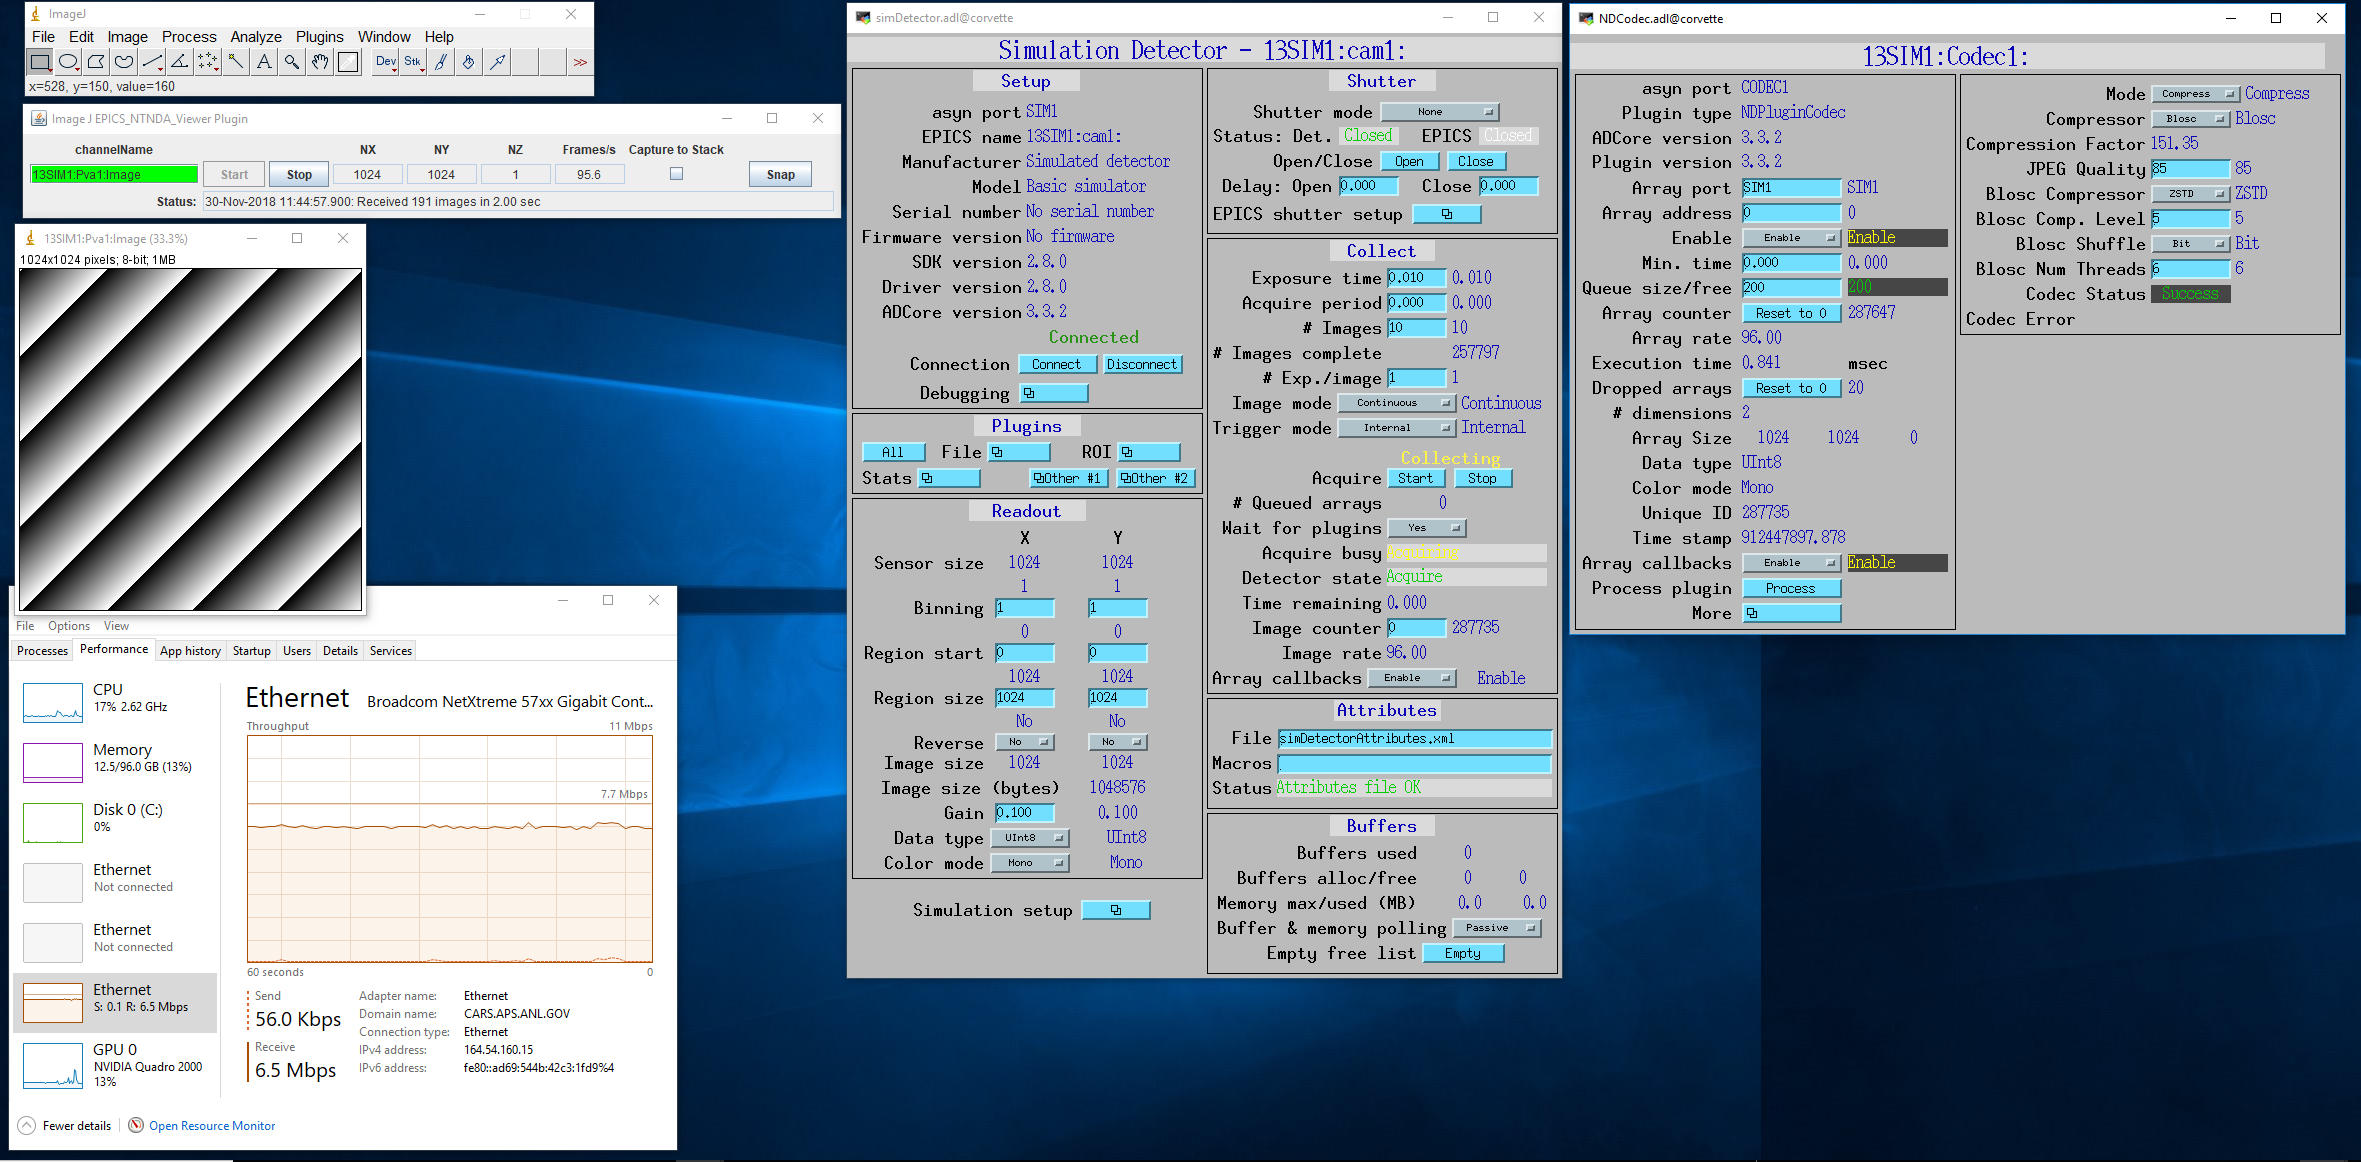 ImageJ
File Edit Image Process Analyze Plugins Window Help
Dev Stk >>
x=528, y=150, value=160
Image J EPICS_NTNDA_Viewer Plugin
channelName NX NY NZ Frames/s Capture to Stack
13SIM1:Pva1:Image Start Stop 1024 1024 1 95.6 Snap
Status: 30-Nov-2018 11:44:57.900: Received 191 images in 2.00 sec
13SIM1:Pva1:Image (33.3%)
1024x1024 pixels; 8-bit; 1MB
File Options View
Processes Performance App history Startup Users Details Services
CPU
17% 2.62 GHz
Memory
12.5/96.0 GB (13%)
Disk 0 (C:)
0%
Ethernet
Not connected
Ethernet
Not connected
Ethernet
S: 0.1 R: 6.5 Mbps
GPU 0
NVIDIA Quadro 2000
13%
Ethernet Broadcom NetXtreme 57xx Gigabit Cont...
Throughput 11 Mbps
7.7 Mbps
60 seconds 0
Send
56.0 Kbps
Receive
6.5 Mbps
Adapter name: Ethernet
Domain name: CARS.APS.ANL.GOV
Connection type: Ethernet
IPv4 address: 164.54.160.15
IPv6 address: fe80::ad69:544b:42c3:1fd9%4
Fewer details Open Resource Monitor
simDetector.adl@corvette
Simulation Detector - 13SIM1:cam1:
Setup
asyn port SIM1
EPICS name 13SIM1:cam1:
Manufacturer Simulated detector
Model Basic simulator
Serial number No serial number
Firmware version No firmware
SDK version 2.8.0
Driver version 2.8.0
ADCore version 3.3.2
Connected
Connection Connect Disconnect
Debugging
Plugins
All File ROI
Stats Other #1 Other #2
Readout
X Y
Sensor size 1024 1024
1 1
Binning 1 1
0 0
Region start 0 0
1024 1024
Region size 1024 1024
No No
Reverse No No
Image size 1024 1024
Image size (bytes) 1048576
Gain 0.100 0.100
Data type UInt8 UInt8
Color mode Mono Mono
Simulation setup
Shutter
Shutter mode None
Status: Det. Closed EPICS Closed
Open/Close Open Close
Delay: Open 0.000 Close 0.000
EPICS shutter setup
Collect
Exposure time 0.010 0.010
Acquire period 0.000 0.000
# Images 10 10
# Images complete 257797
# Exp./image 1 1
Image mode Continuous Continuous
Trigger mode Internal Internal
Collecting
Acquire Start Stop
# Queued arrays 0
Wait for plugins Yes
Acquire busy Acquiring
Detector state Acquire
Time remaining 0.000
Image counter 0 287735
Image rate 96.00
Array callbacks Enable Enable
Attributes
File simDetectorAttributes.xml
Macros
Status Attributes file OK
Buffers
Buffers used 0
Buffers alloc/free 0 0
Memory max/used (MB) 0.0 0.0
Buffer & memory polling Passive
Empty free list Empty
NDCodec.adl@corvette
13SIM1:Codec1:
asyn port CODEC1
Plugin type NDPluginCodec
ADCore version 3.3.2
Plugin version 3.3.2
Array port SIM1 SIM1
Array address 0 0
Enable Enable Enable
Min. time 0.000 0.000
Queue size/free 200 200
Array counter Reset to 0 287647
Array rate 96.00
Execution time 0.841 msec
Dropped arrays Reset to 0 20
# dimensions 2
Array Size 1024 1024 0
Data type UInt8
Color mode Mono
Unique ID 287735
Time stamp 912447897.878
Array callbacks Enable Enable
Process plugin Process
More
Mode Compress Compress
Compressor Blosc Blosc
Compression Factor 151.35
JPEG Quality 85 85
Blosc Compressor ZSTD ZSTD
Blosc Comp. Level 5 5
Blosc Shuffle Bit Bit
Blosc Num Threads 6 6
Codec Status Success
Codec Error